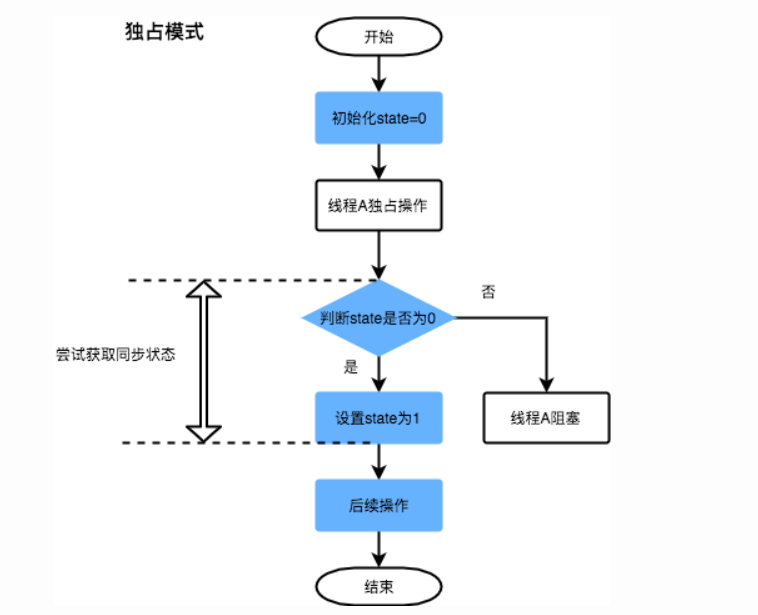 独占模式
开始
初始化state=0
线程A独占操作
判断state是否为0
否
尝试获取同步状态
是
设置state为1
线程A阻塞
后续操作
结束